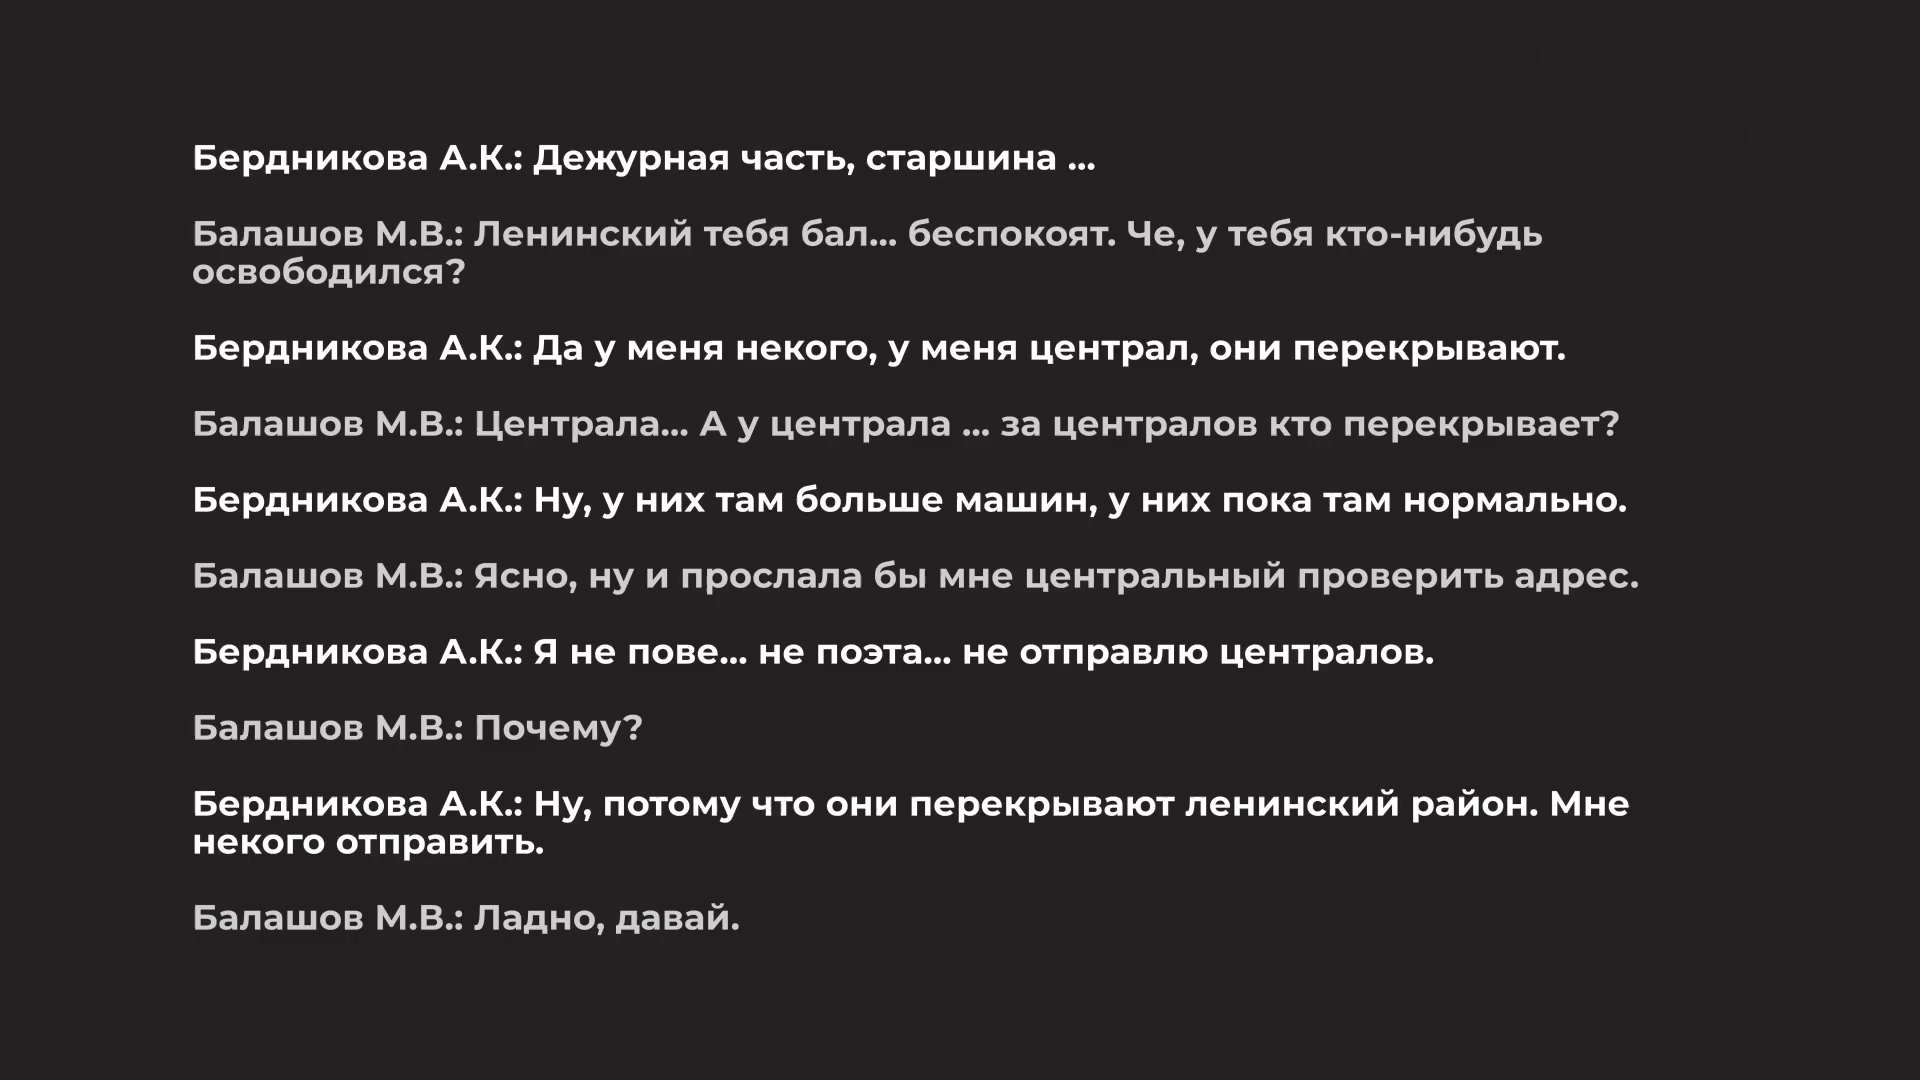 Бердникова А.К.: Дежурная часть, старшина ...
Балашов М.В.: Ленинский тебя бал... беспокоят. Че, у тебя кто-нибудь
освободился?
Бердникова А.К.: Да у меня некого, у меня централ, они перекрывают.
Балашов М.В.: Централа... А у централа ... за централов кто перекрывает?
Бердникова А.К.: Ну, у них там больше машин, у них пока там нормально.
Балашов М.В.: Ясно, ну и прослала бы мне центральный проверить адрес.
Бердникова А.К.: Я не пове... не поэта... не отправлю централов.
Балашов М.В.: Почему?
Бердникова А.К.: Ну, потому что они перекрывают ленинский район. Мне
некого отправить.
Балашов М.В.: Ладно, давай.